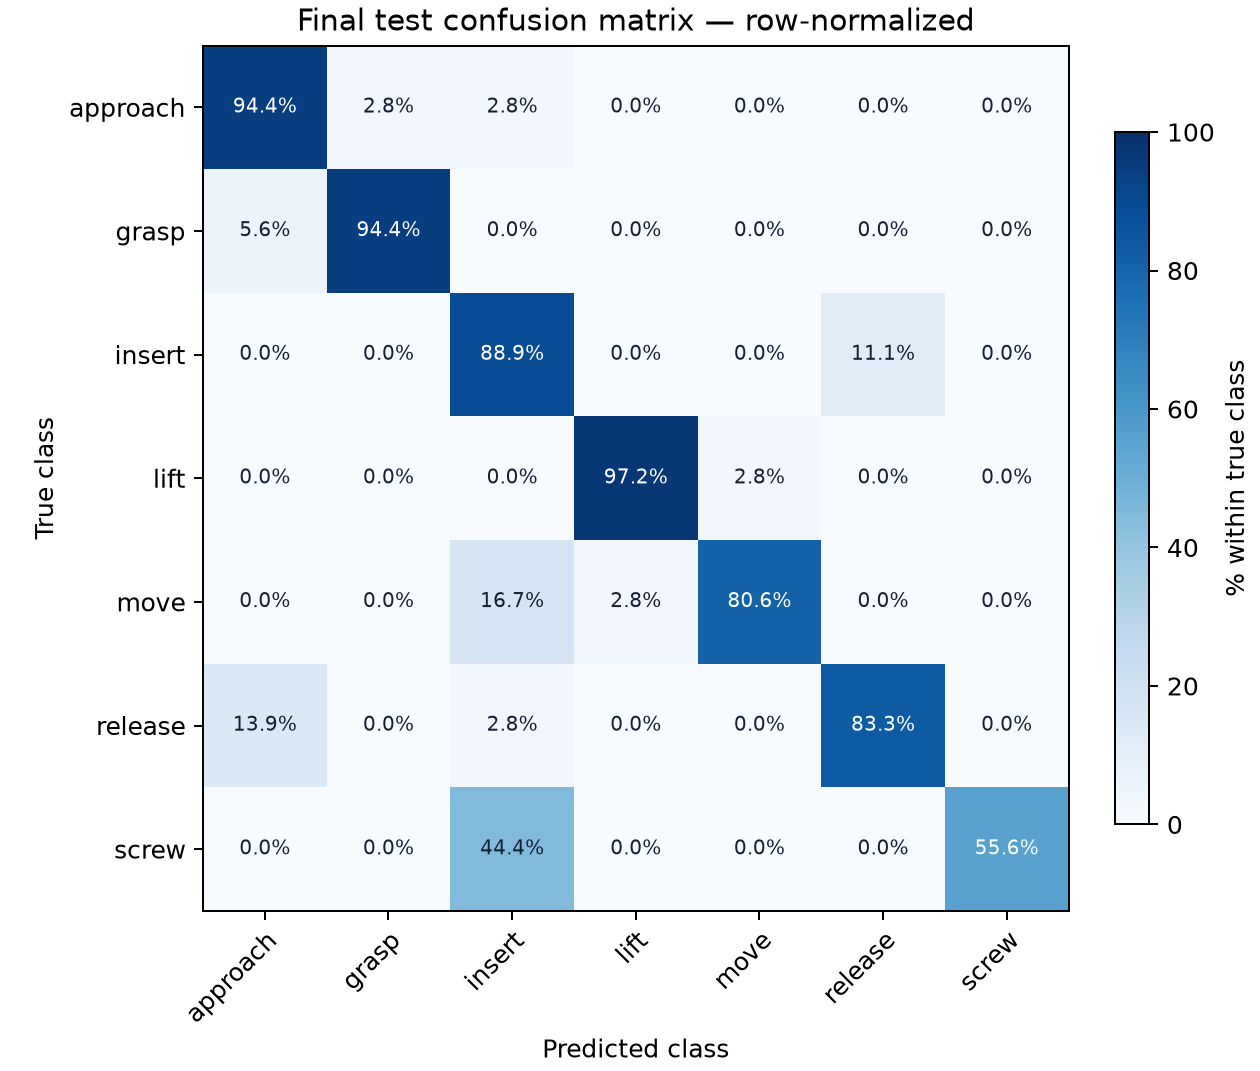 Final test confusion matrix — row-normalized
approach 94.4% 2.8% 2.8% 0.0% 0.0% 0.0% 0.0%
grasp 5.6% 94.4% 0.0% 0.0% 0.0% 0.0% 0.0%
insert 0.0% 0.0% 88.9% 0.0% 0.0% 11.1% 0.0%
lift 0.0% 0.0% 0.0% 97.2% 2.8% 0.0% 0.0%
move 0.0% 0.0% 16.7% 2.8% 80.6% 0.0% 0.0%
release 13.9% 0.0% 2.8% 0.0% 0.0% 83.3% 0.0%
screw 0.0% 0.0% 44.4% 0.0% 0.0% 0.0% 55.6%
approach grasp insert lift move release screw
Predicted class
True class
100
80
60
40
20
0
% within true class